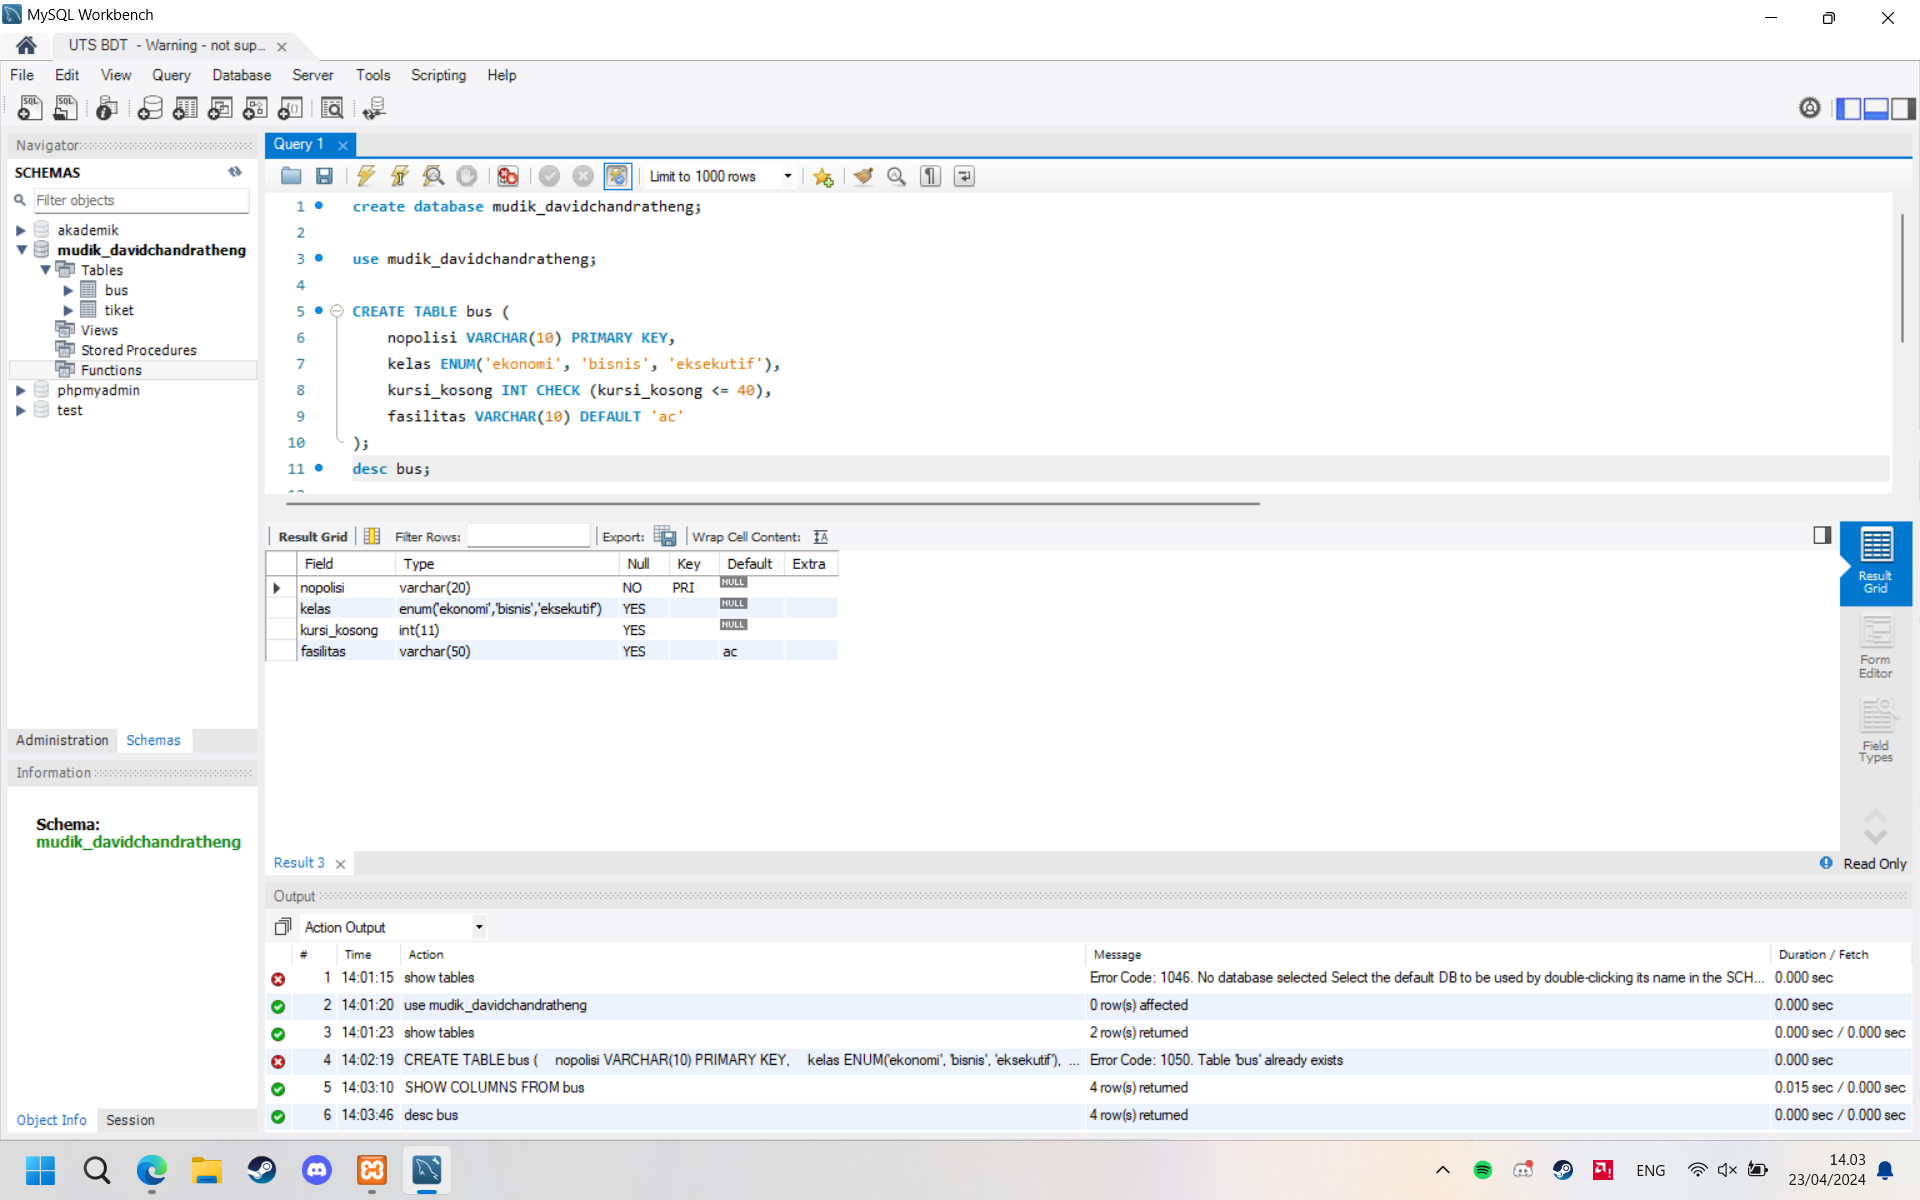 MySQL Workbench
UTS BDT - Warning - not sup...
File Edit View Query Database Server Tools Scripting Help
Navigator
SCHEMAS
Filter objects
akademik
mudik_davidchandratheng
Tables
bus
tiket
Views
Stored Procedures
Functions
phpmyadmin
test
Administration Schemas
Information
Schema:
mudik_davidchandratheng
Object Info Session
Query 1
Limit to 1000 rows
1 create database mudik_davidchandratheng;
2
3 use mudik_davidchandratheng;
4
5 CREATE TABLE bus (
6 nopolisi VARCHAR(10) PRIMARY KEY,
7 kelas ENUM('ekonomi', 'bisnis', 'eksekutif'),
8 kursi_kosong INT CHECK (kursi_kosong <= 40),
9 fasilitas VARCHAR(10) DEFAULT 'ac'
10 );
11 desc bus;
Result Grid Filter Rows: Export: Wrap Cell Content:
Field Type Null Key Default Extra
nopolisi varchar(20) NO PRI NULL
kelas enum('ekonomi','bisnis','eksekutif') YES NULL
kursi_kosong int(11) YES NULL
fasilitas varchar(50) YES ac
Result
Grid
Form
Editor
Field
Types
Result 3
Read Only
Output
Action Output
# Time Action Message Duration / Fetch
1 14:01:15 show tables Error Code: 1046. No database selected Select the default DB to be used by double-clicking its name in the SCH... 0.000 sec
2 14:01:20 use mudik_davidchandratheng 0 row(s) affected 0.000 sec
3 14:01:23 show tables 2 row(s) returned 0.000 sec / 0.000 sec
4 14:02:19 CREATE TABLE bus ( nopolisi VARCHAR(10) PRIMARY KEY, kelas ENUM('ekonomi', 'bisnis', 'eksekutif'), ... Error Code: 1050. Table 'bus' already exists 0.000 sec
5 14:03:10 SHOW COLUMNS FROM bus 4 row(s) returned 0.015 sec / 0.000 sec
6 14:03:46 desc bus 4 row(s) returned 0.000 sec / 0.000 sec
ENG
14.03
23/04/2024